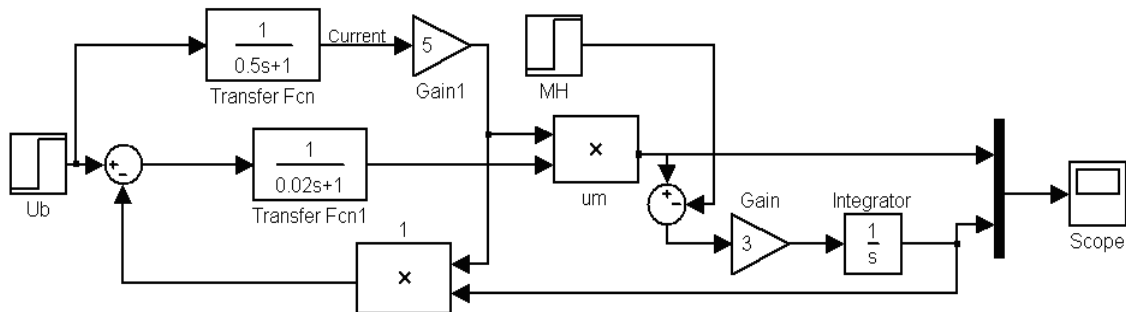 1
0.5s+1
Transfer Fcn
Current
5
Gain1
MH
Ub
+
−
1
0.02s+1
Transfer Fcn1
×
um
+
−
Gain
3
Integrator
1
s
Scope
1
×